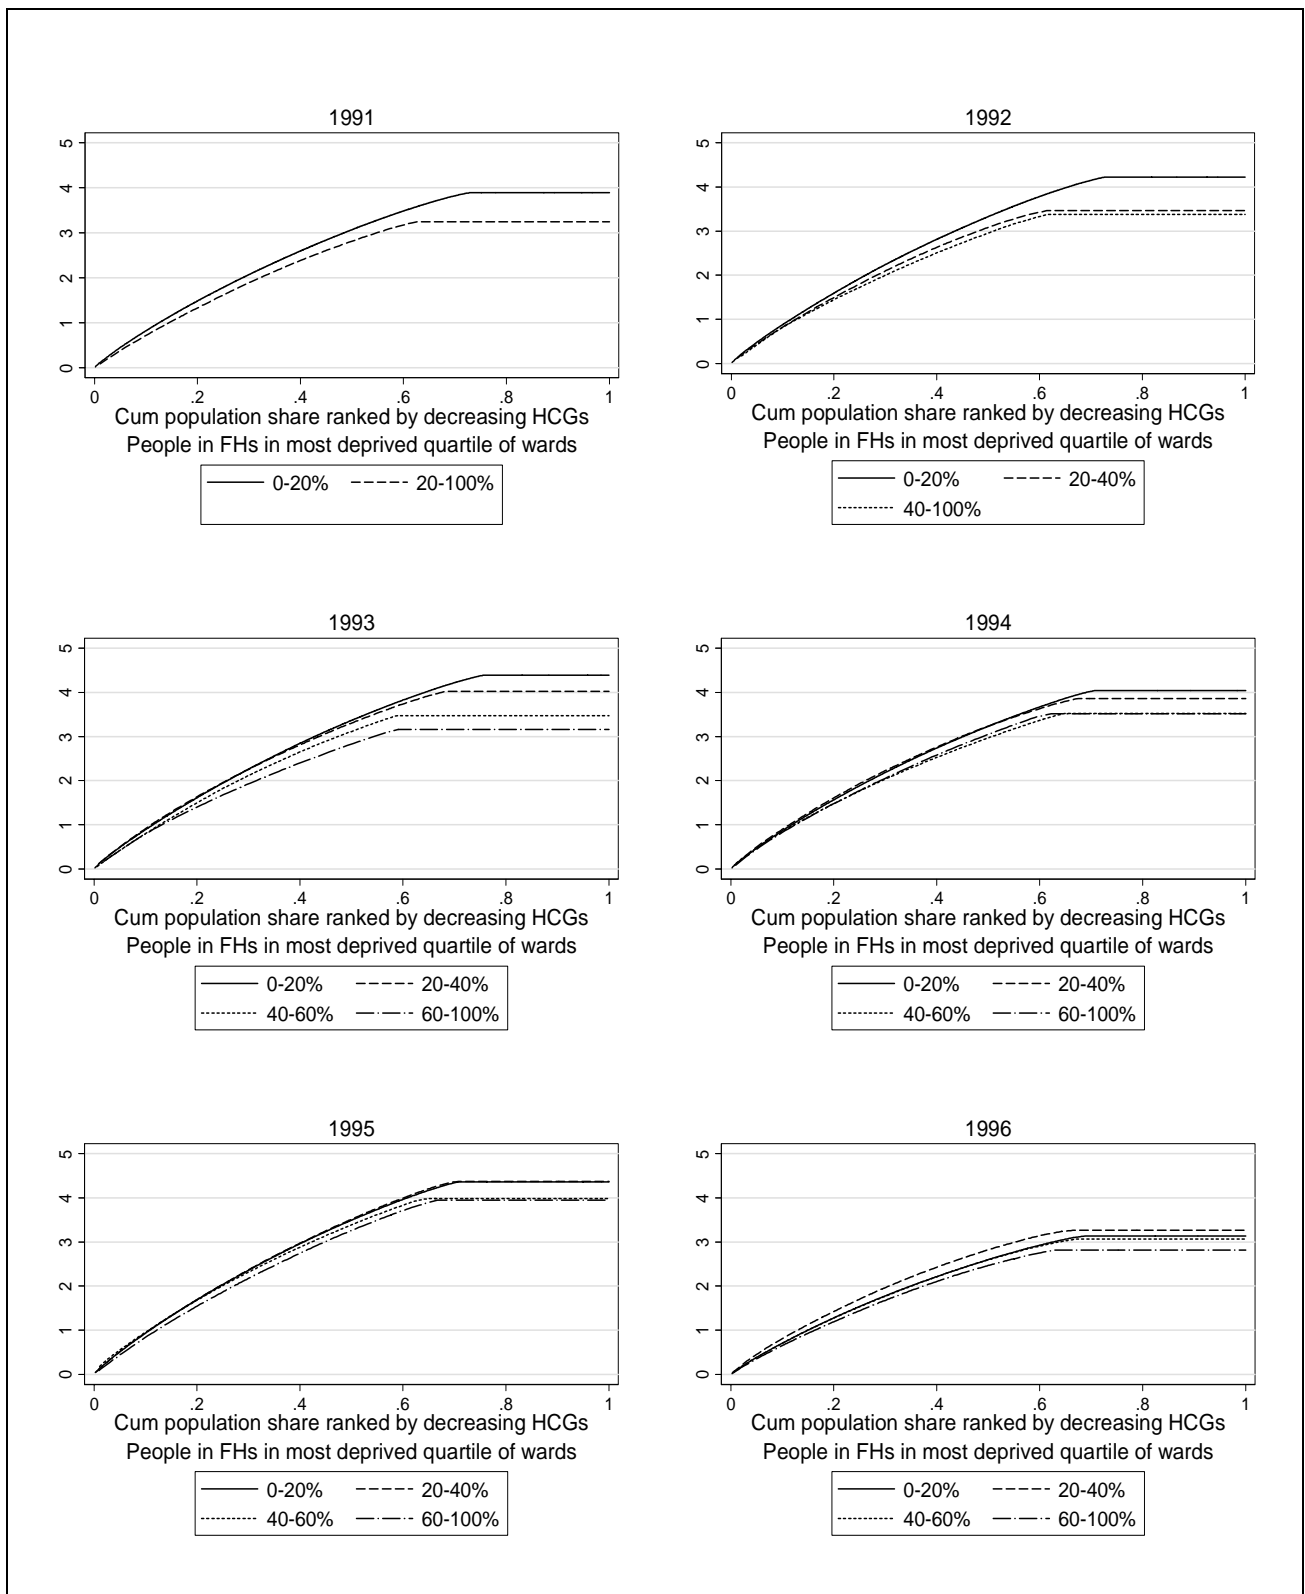 1991
5
4
3
2
1
0
0 .2 .4 .6 .8 1
Cum population share ranked by decreasing HCGs
People in FHs in most deprived quartile of wards
0-20% 20-100%
1992
5
4
3
2
1
0
0 .2 .4 .6 .8 1
Cum population share ranked by decreasing HCGs
People in FHs in most deprived quartile of wards
0-20% 20-40%
40-100%
1993
5
4
3
2
1
0
0 .2 .4 .6 .8 1
Cum population share ranked by decreasing HCGs
People in FHs in most deprived quartile of wards
0-20% 20-40%
40-60% 60-100%
1994
5
4
3
2
1
0
0 .2 .4 .6 .8 1
Cum population share ranked by decreasing HCGs
People in FHs in most deprived quartile of wards
0-20% 20-40%
40-60% 60-100%
1995
5
4
3
2
1
0
0 .2 .4 .6 .8 1
Cum population share ranked by decreasing HCGs
People in FHs in most deprived quartile of wards
0-20% 20-40%
40-60% 60-100%
1996
5
4
3
2
1
0
0 .2 .4 .6 .8 1
Cum population share ranked by decreasing HCGs
People in FHs in most deprived quartile of wards
0-20% 20-40%
40-60% 60-100%